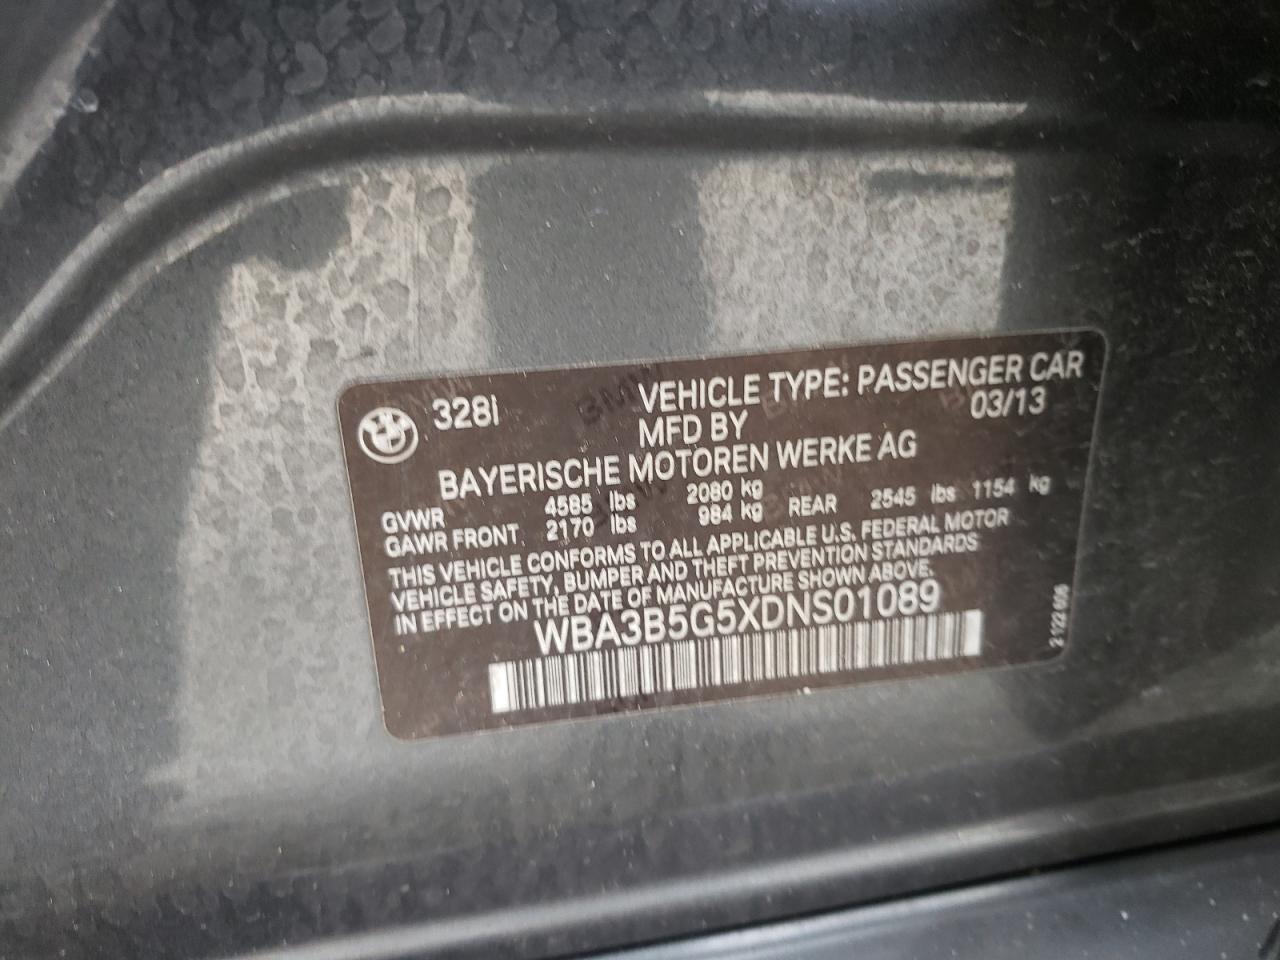 328i VEHICLE TYPE: PASSENGER CAR
MFD BY 03/13
BAYERISCHE MOTOREN WERKE AG
GVWR 4585 lbs 2080 kg
GAWR FRONT 2170 lbs 984 kg REAR 2545 lbs 1154 kg
THIS VEHICLE CONFORMS TO ALL APPLICABLE U.S. FEDERAL MOTOR
VEHICLE SAFETY, BUMPER AND THEFT PREVENTION STANDARDS
IN EFFECT ON THE DATE OF MANUFACTURE SHOWN ABOVE.
WBA3B5G5XDNS01089